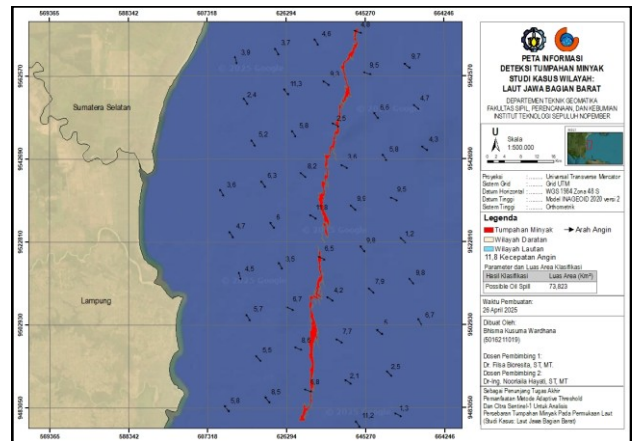 569365 588342 607318 626294 645270 664246
9562570
9542690
9522810
9502930
9483050
Sumatera Selatan
Lampung
4,6
3,9 3,7 9,7
9,5
11,3
2,4 4,7
2,5
5,2 4,3
5,8
8,2
3,6 6,3 9,5
8,5
4,7 6 1,2
9,9
6,5
4,5 3,5 8,8
7,9
4,2
5,7 8,7 6,7
7,7 4
5,5
2,5
2,1
5,8 8,5 6,8
11,2 1,3
569365 588342 607318 626294 645270 664246
PETA INFORMASI
DETEKSI TUMPAHAN MINYAK
STUDI KASUS WILAYAH:
LAUT JAWA BAGIAN BARAT
DEPARTEMEN TEKNIK GEOMATIKA
FAKULTAS SIPIL, PERENCANAAN, DAN KEBUMIAN
INSTITUT TEKNOLOGI SEPULUH NOPEMBER
U
Skala
1:500.000
Proyeksi : Universal Transverse Mercator
Sistem Grid : Grid UTM
Datum Horizontal : WGS 1984 Zona 48 S
Datum Tinggi : Model INAGEOID 2020 versi 2
Sistem Tinggi : Orthometrik
Legenda
Tumpahan Minyak Arah Angin
Wilayah Daratan
Wilayah Lautan
11,8 Kecepatan Angin
Parameter dan Luas Area Klasifikasi
Hasil Klasifikasi Luas Area (Km²)
Possible Oil Spill 73,823
Waktu Pembuatan:
26 April 2025
Dibuat Oleh:
Bhisma Kusuma Wardhana
(5016211019)
Dosen Pembimbing 1:
Dr. Filsa Bioresita, ST, MT.
Dosen Pembimbing 2:
Dr-Ing. Noorlaila Hayati, ST, MT
Sebagai Penunjang Tugas Akhir
Pemanfaatan Metode Adaptive Threshold
Dan Citra Sentinel-1 Untuk Analisis
Persebaran Tumpahan Minyak Pada Permukaan Laut
(Studi Kasus: Laut Jawa Bagian Barat)